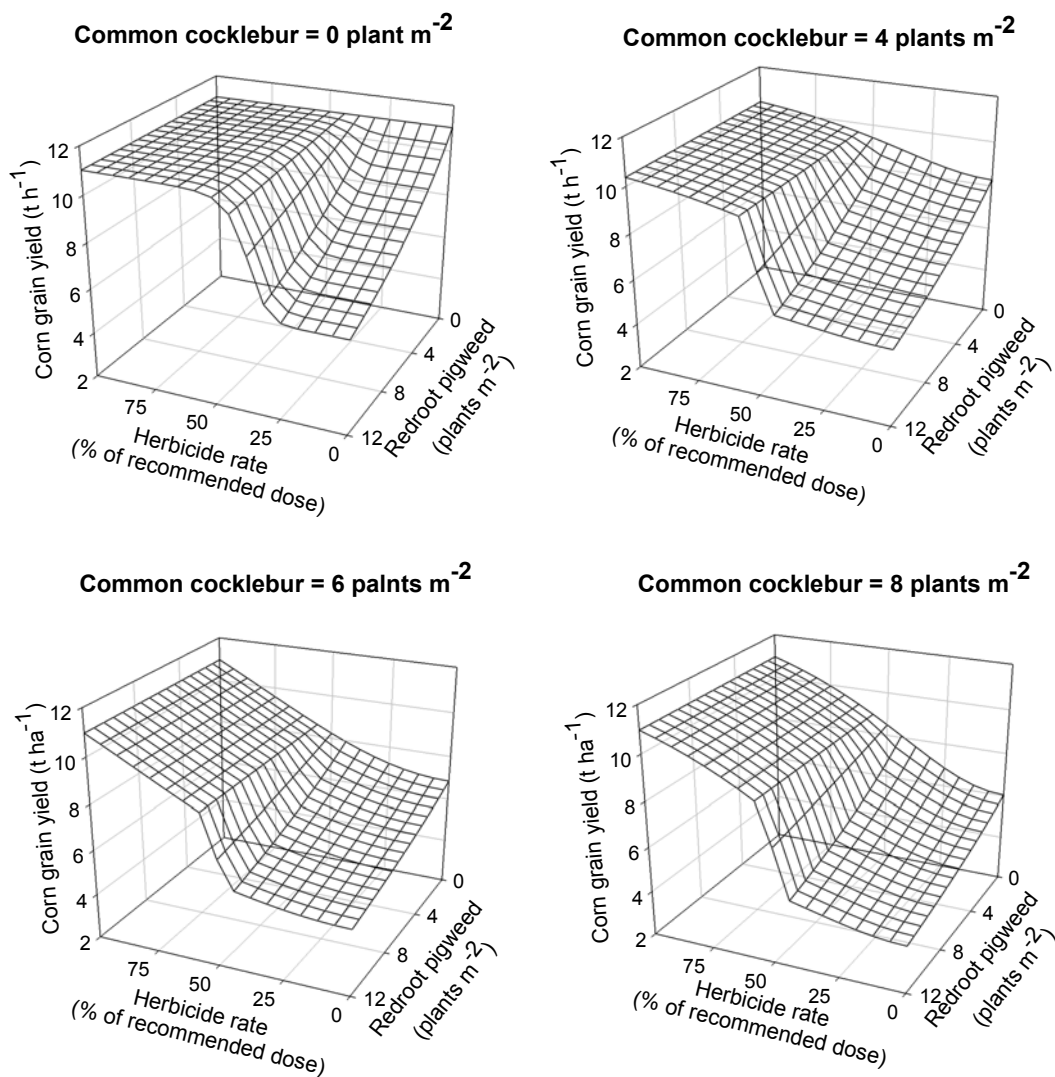 Common cocklebur = 0 plant m-2
12
10
8
6
4
2
Corn grain yield (t h-1)
75
50
25
0
Herbicide rate
(% of recommended dose)
0
4
8
12
Redroot pigweed
(plants m-2)
Common cocklebur = 4 plants m-2
12
10
8
6
4
2
Corn grain yield (t h-1)
75
50
25
0
Herbicide rate
(% of recommended dose)
0
4
8
12
Redroot pigweed
(plants m-2)
Common cocklebur = 6 palnts m-2
12
10
8
6
4
2
Corn grain yield (t ha-1)
75
50
25
0
Herbicide rate
(% of recommended dose)
0
4
8
12
Redroot pigweed
(plants m-2)
Common cocklebur = 8 plants m-2
12
10
8
6
4
2
Corn grain yield (t ha-1)
75
50
25
0
Herbicide rate
(% of recommended dose)
0
4
8
12
Redroot pigweed
(plants m-2)